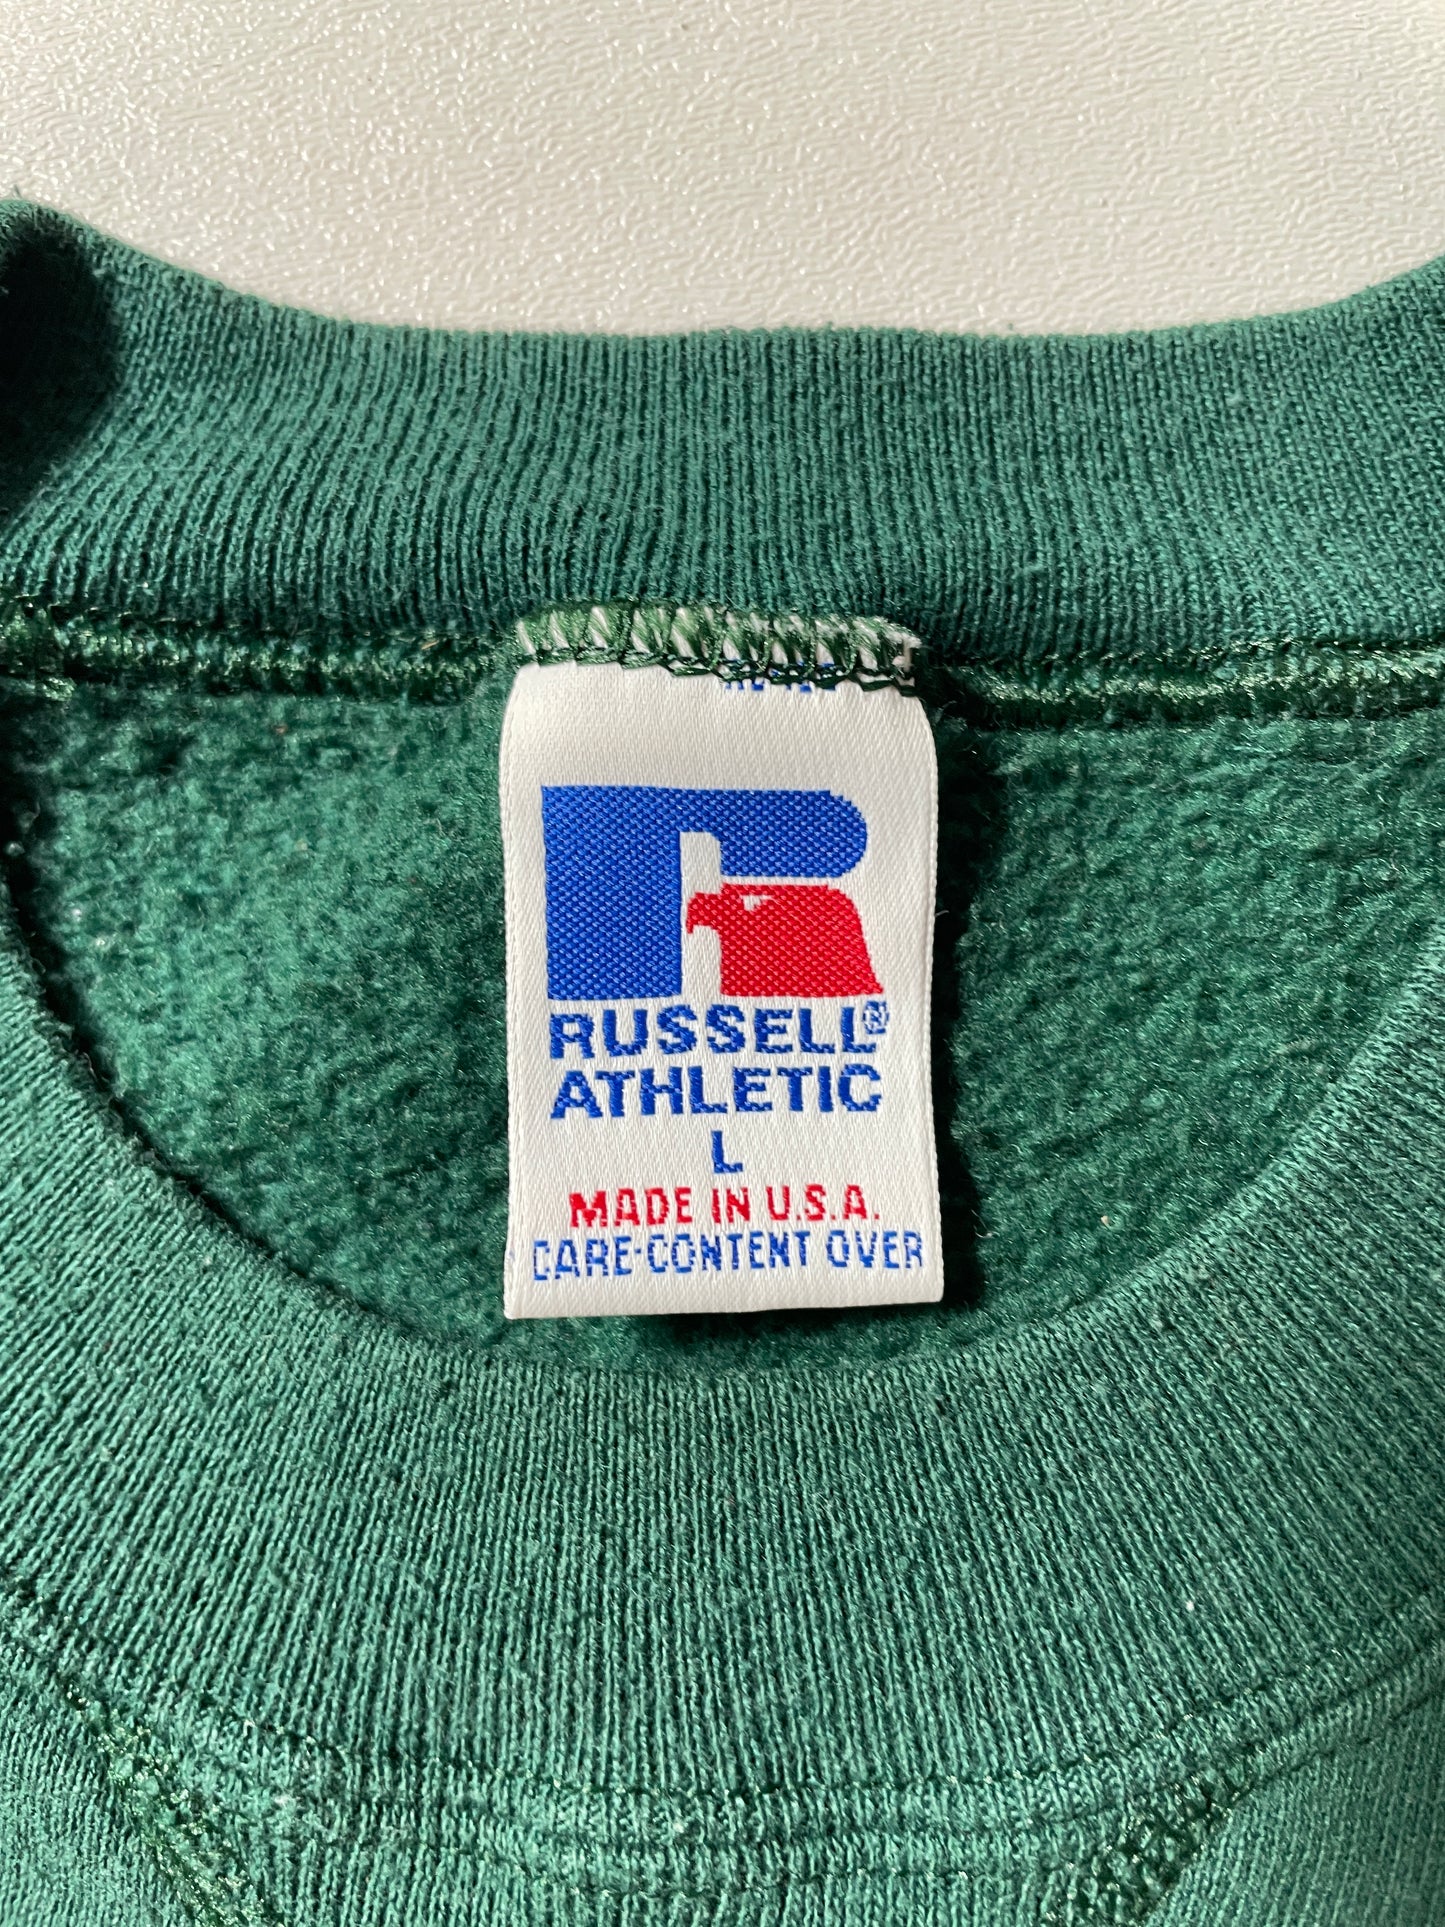 RUSSELL®
ATHLETIC
L
MADE IN U.S.A.
CARE-CONTENT OVER